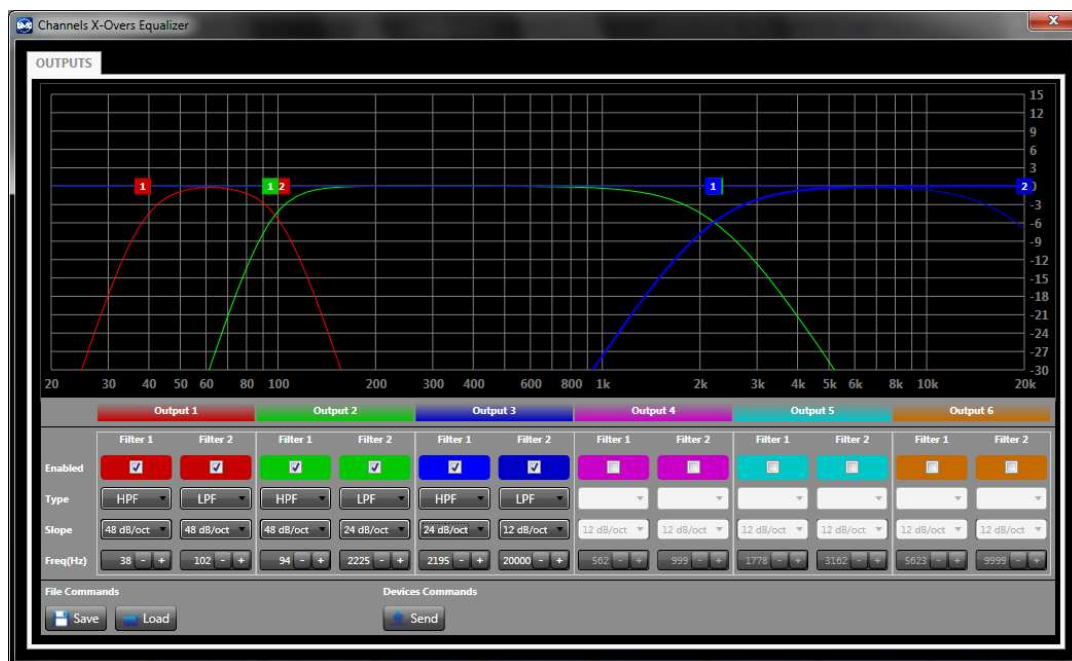 Channels X-Overs Equalizer
OUTPUTS
15
12
9
6
3
0
-3
-6
-9
-12
-15
-18
-21
-24
-27
-30
1
1 2
1
2
20 30 40 50 60 80 100 200 300 400 600 800 1k 2k 3k 4k 5k 6k 8k 10k 20k
Output 1 Output 2 Output 3 Output 4 Output 5 Output 6
Filter 1 Filter 2 Filter 1 Filter 2 Filter 1 Filter 2 Filter 1 Filter 2 Filter 1 Filter 2 Filter 1 Filter 2
Enabled
Type HPF LPF HPF LPF HPF LPF
Slope 48 dB/oct 48 dB/oct 48 dB/oct 24 dB/oct 24 dB/oct 12 dB/oct 12 dB/oct 12 dB/oct 12 dB/oct 12 dB/oct 12 dB/oct 12 dB/oct
Freq(Hz) 38 - + 102 - + 94 - + 2225 - + 2195 - + 20000 - + 562 - + 999 - + 1778 - + 3162 - + 5623 - + 9999 - +
File Commands Devices Commands
Save Load Send